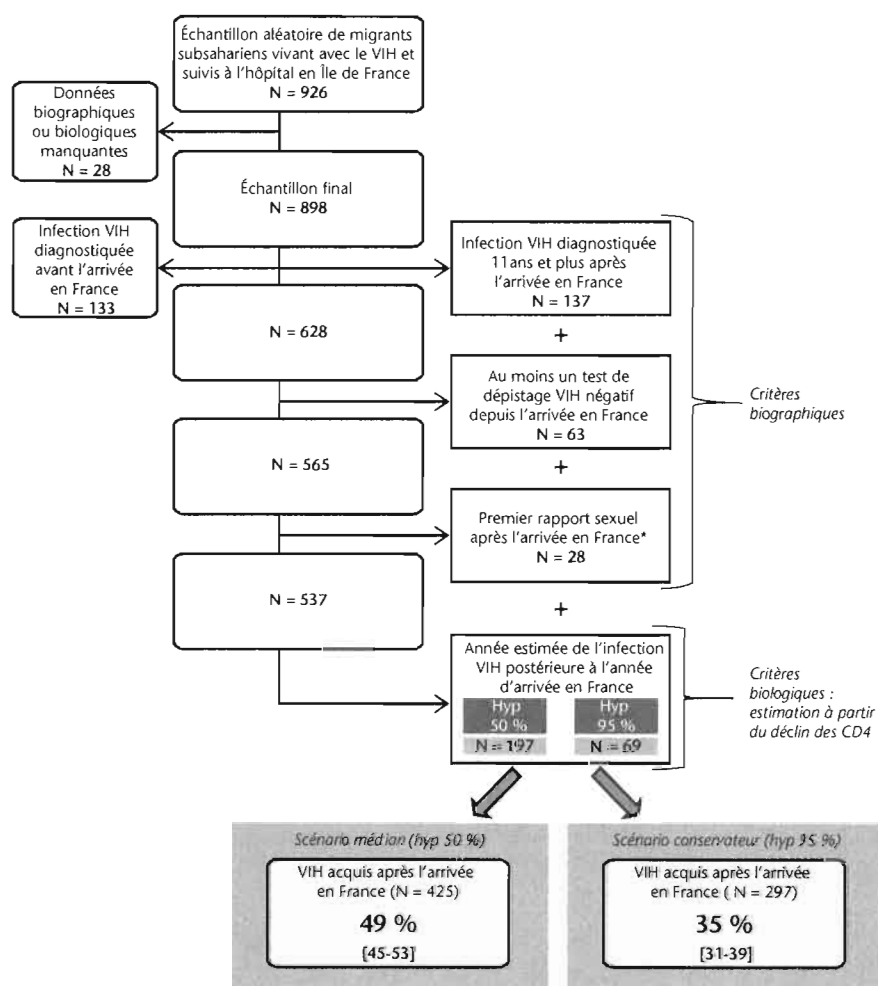 Échantillon aléatoire de migrants
subsahariens vivant avec le VIH et
suivis à l'hôpital en Île de France
N = 926
Données
biographiques
ou biologiques
manquantes
N = 28
Échantillon final
N = 898
Infection VIH
diagnostiquée
avant l'arrivée
en France
N = 133
Infection VIH diagnostiquée
11ans et plus après
l'arrivée en France
N = 137
+
N = 628
Au moins un test de
dépistage VIH négatif
depuis l'arrivée en France
N = 63
Critères
biographiques
+
N = 565
Premier rapport sexuel
après l'arrivée en France*
N = 28
+
N = 537
Année estimée de l'infection
VIH postérieure à l'année
d'arrivée en France
Hyp
50 %
N = 197
Hyp
95 %
N = 69
Critères
biologiques :
estimation à partir
du déclin des CD4
Scénario médian (hyp 50 %)
VIH acquis après l'arrivée
en France (N = 425)
49 %
[45-53]
Scénario conservateur (hyp 95 %)
VIH acquis après l'arrivée
en France ( N = 297)
35 %
[31-39]